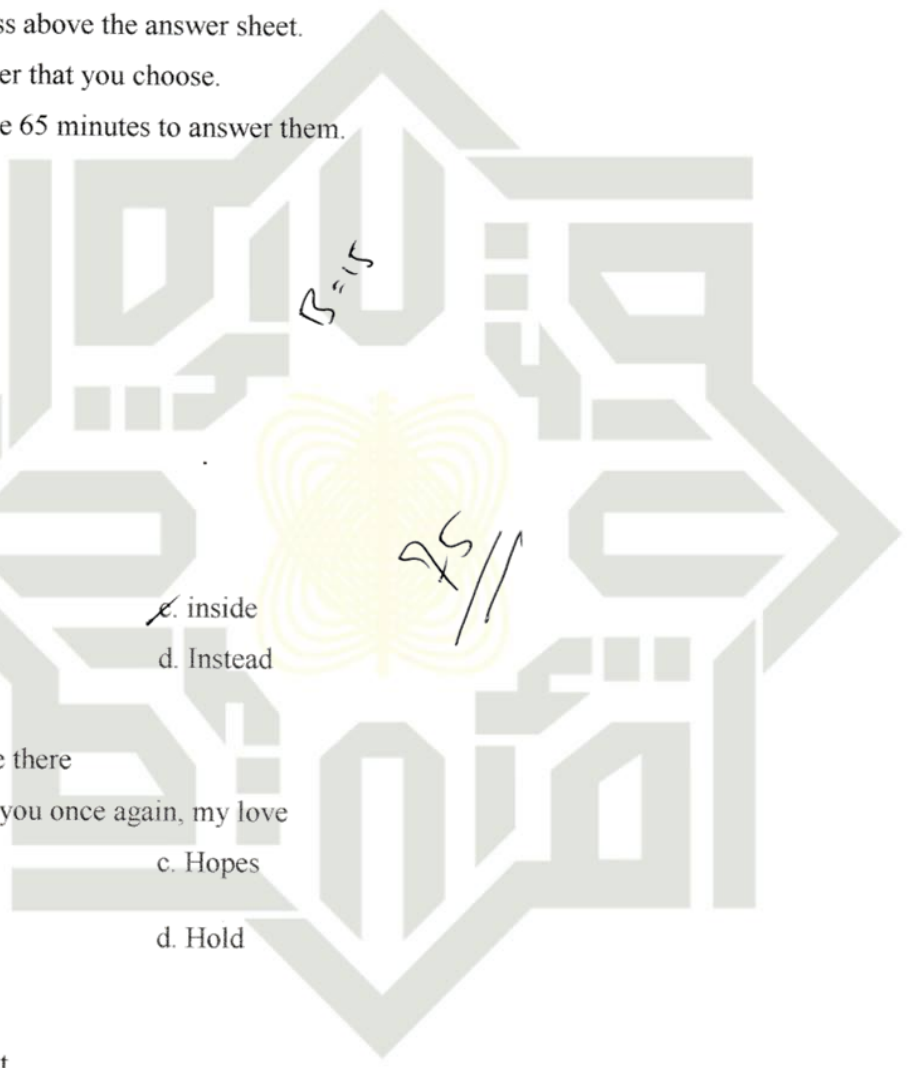 ss above the answer sheet.
er that you choose.
e 65 minutes to answer them.
B = 15
75
c. inside
d. Instead
e there
you once again, my love
c. Hopes
d. Hold
t